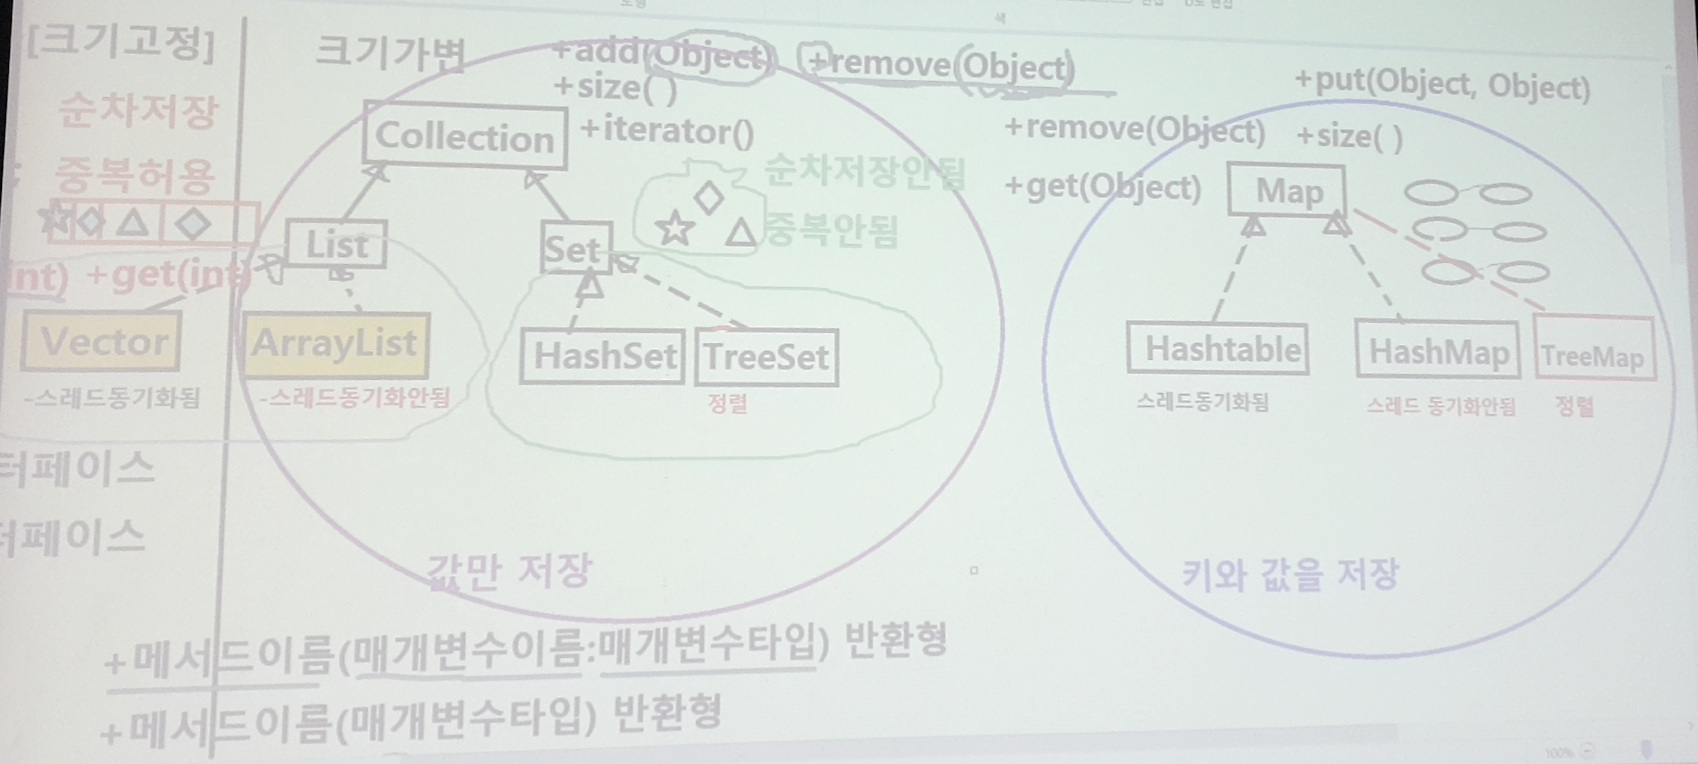 [크기고정]
크기가변
+add(Object)
+remove(Object)
+size( )
+put(Object, Object)
순차저장
Collection
+iterator()
+remove(Object)
+size( )
중복허용
순차저장안됨
+get(Object)
Map
중복안됨
List
Set
int) +get(int)
Vector
ArrayList
HashSet
TreeSet
Hashtable
HashMap
TreeMap
-스레드동기화됨
-스레드동기화안됨
정렬
스레드동기화됨
스레드 동기화안됨
정렬
터페이스
터페이스
값만 저장
키와 값을 저장
+메서드이름(매개변수이름:매개변수타입) 반환형
+메서드이름(매개변수타입) 반환형
100%